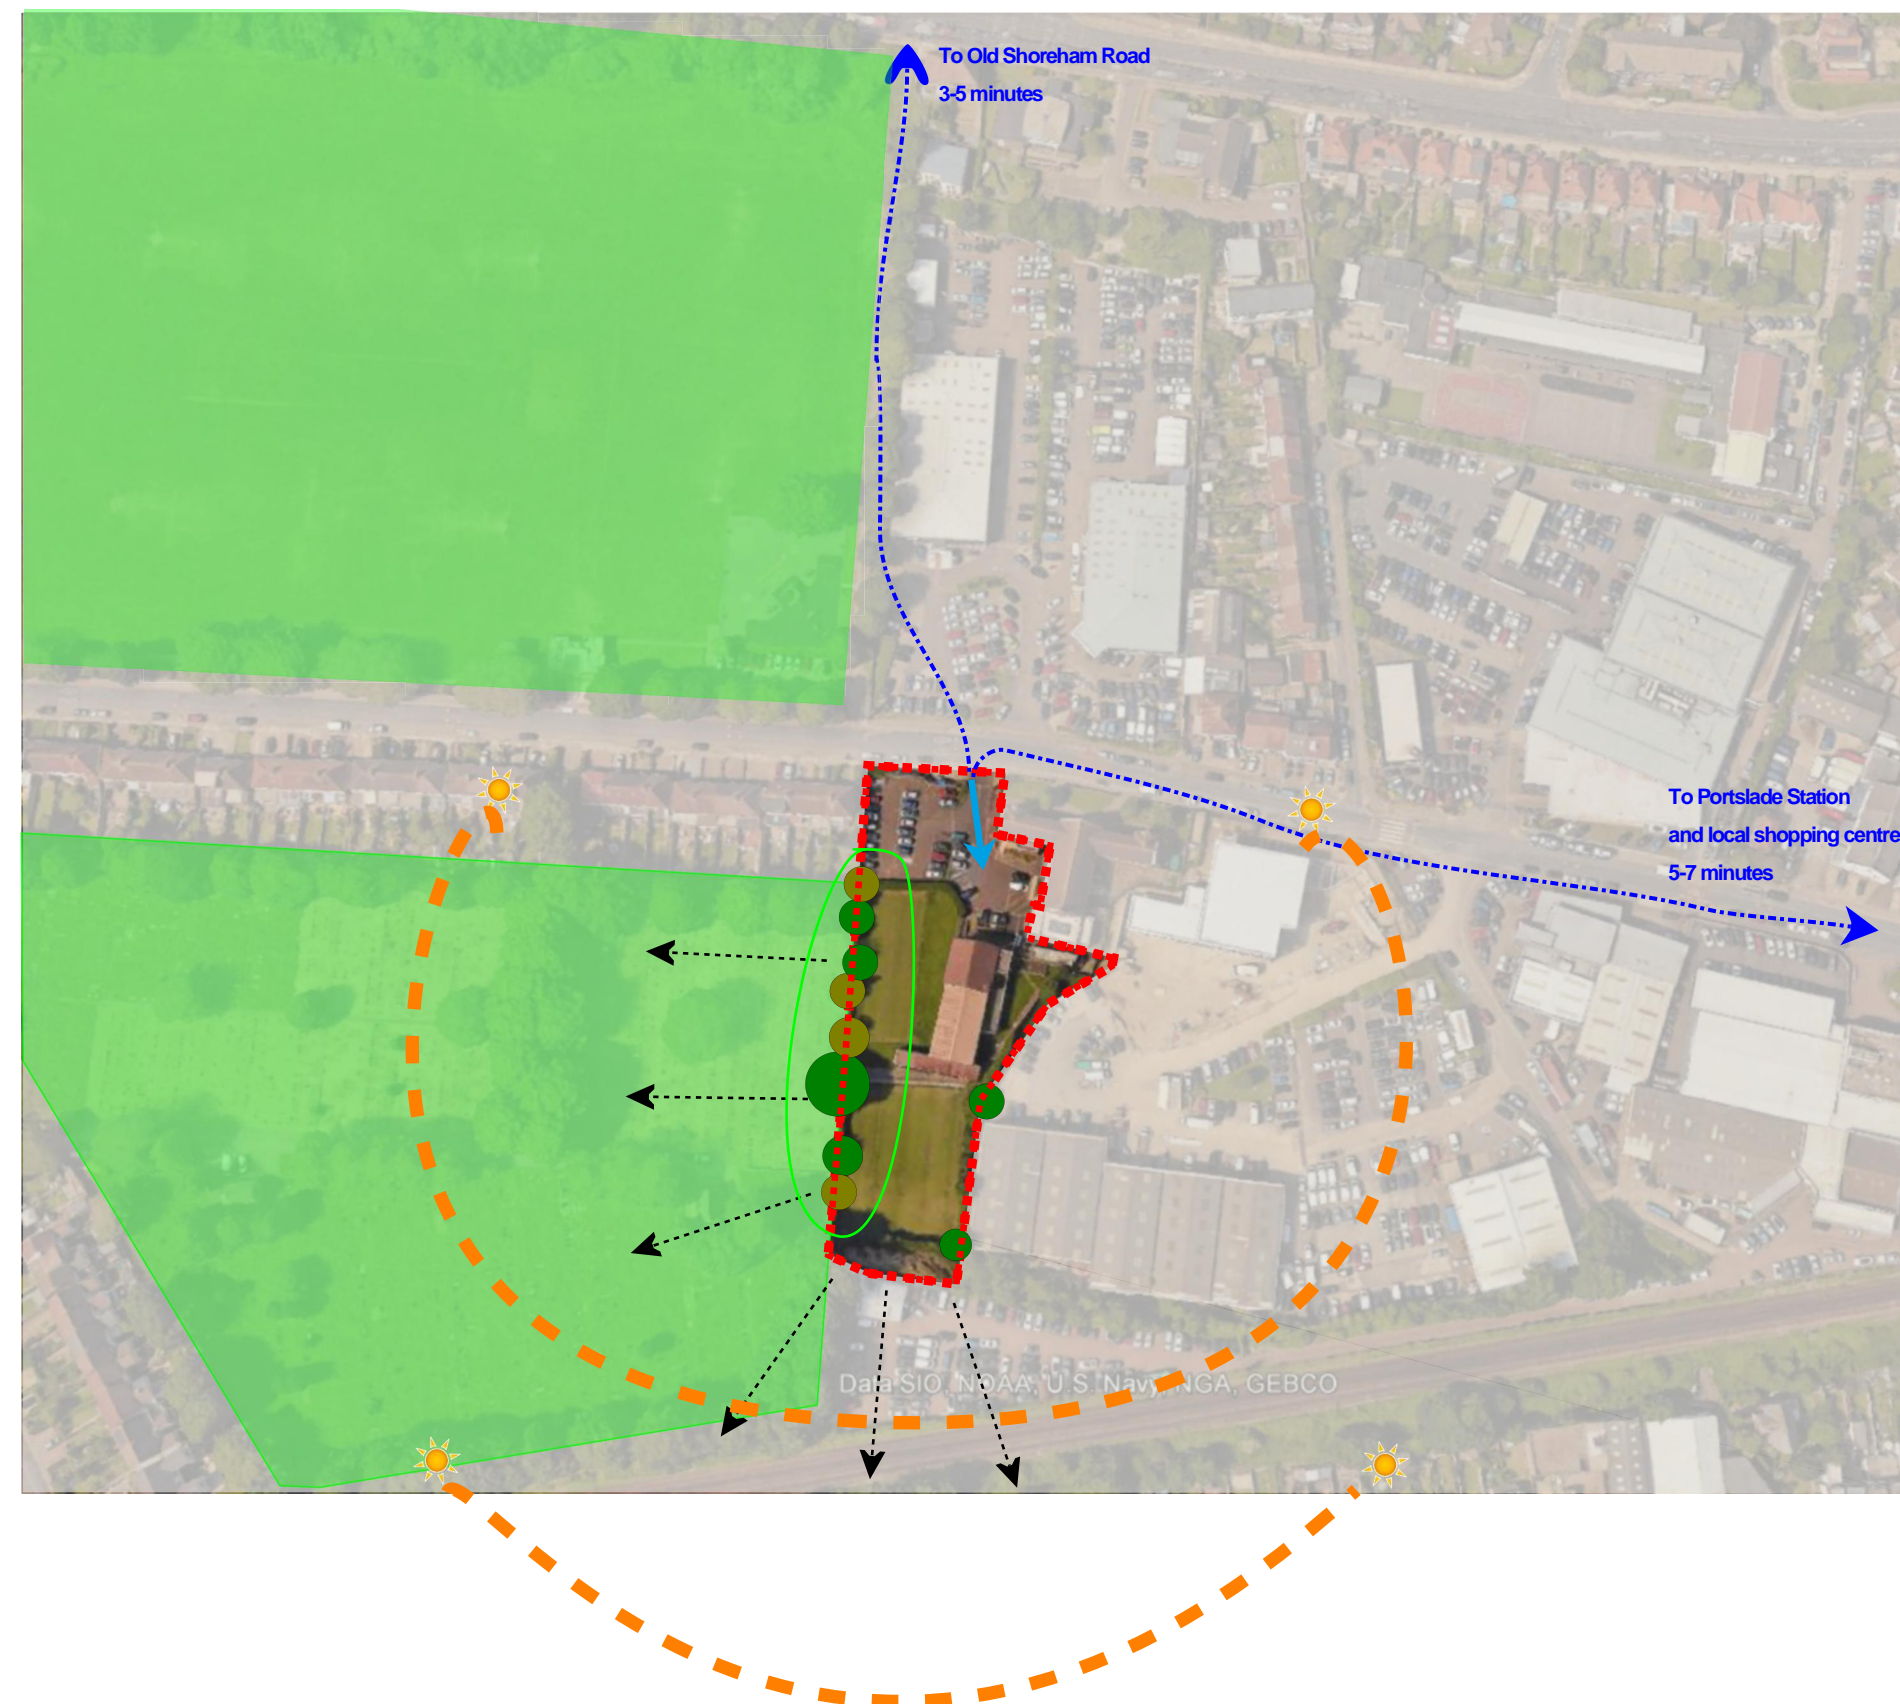 To Old Shoreham Road
3-5 minutes
To Portslade Station
and local shopping centre
5-7 minutes
Data SIO, NOAA, U.S. Navy, NGA, GEBCO